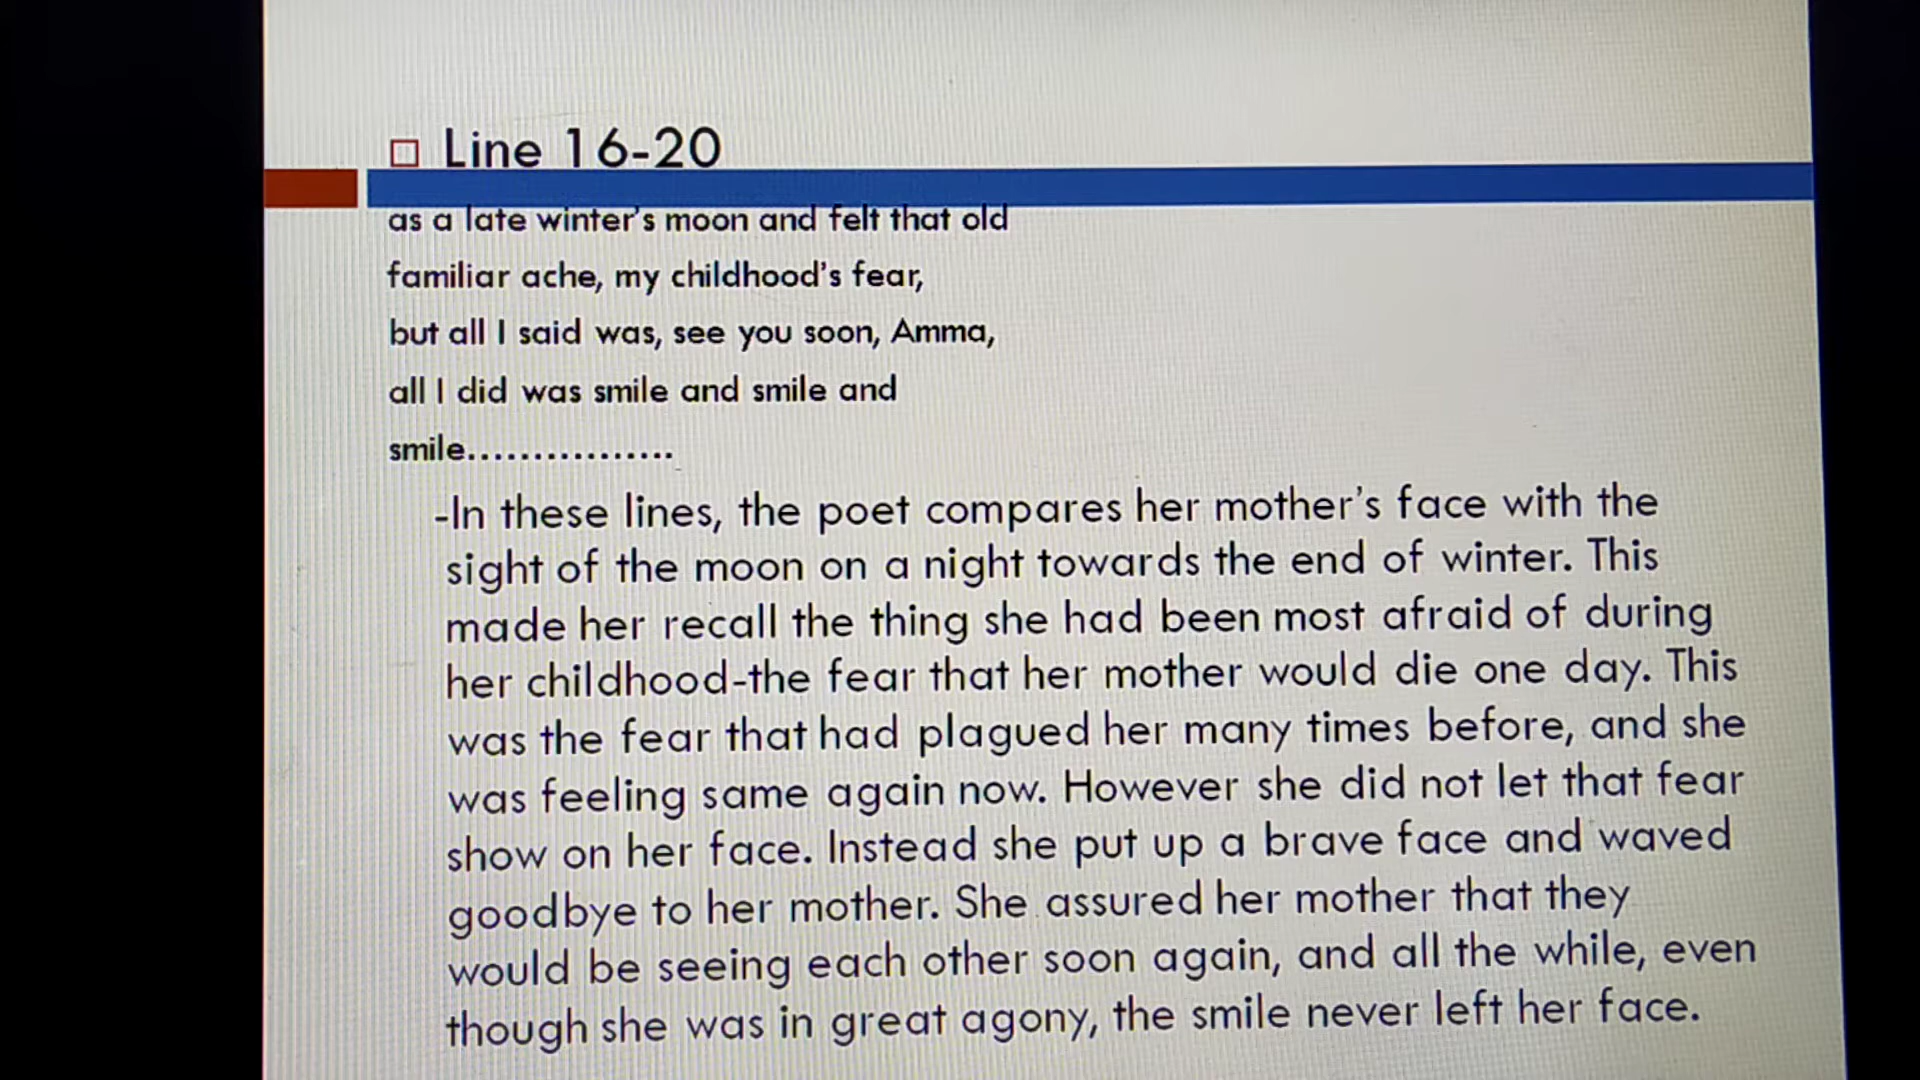 Line 16-20
as a late winter's moon and felt that old
familiar ache, my childhood's fear,
but all I said was, see you soon, Amma,
all I did was smile and smile and
smile................
-In these lines, the poet compares her mother's face with the
sight of the moon on a night towards the end of winter. This
made her recall the thing she had been most afraid of during
her childhood-the fear that her mother would die one day. This
was the fear that had plagued her many times before, and she
was feeling same again now. However she did not let that fear
show on her face. Instead she put up a brave face and waved
goodbye to her mother. She assured her mother that they
would be seeing each other soon again, and all the while, even
though she was in great agony, the smile never left her face.